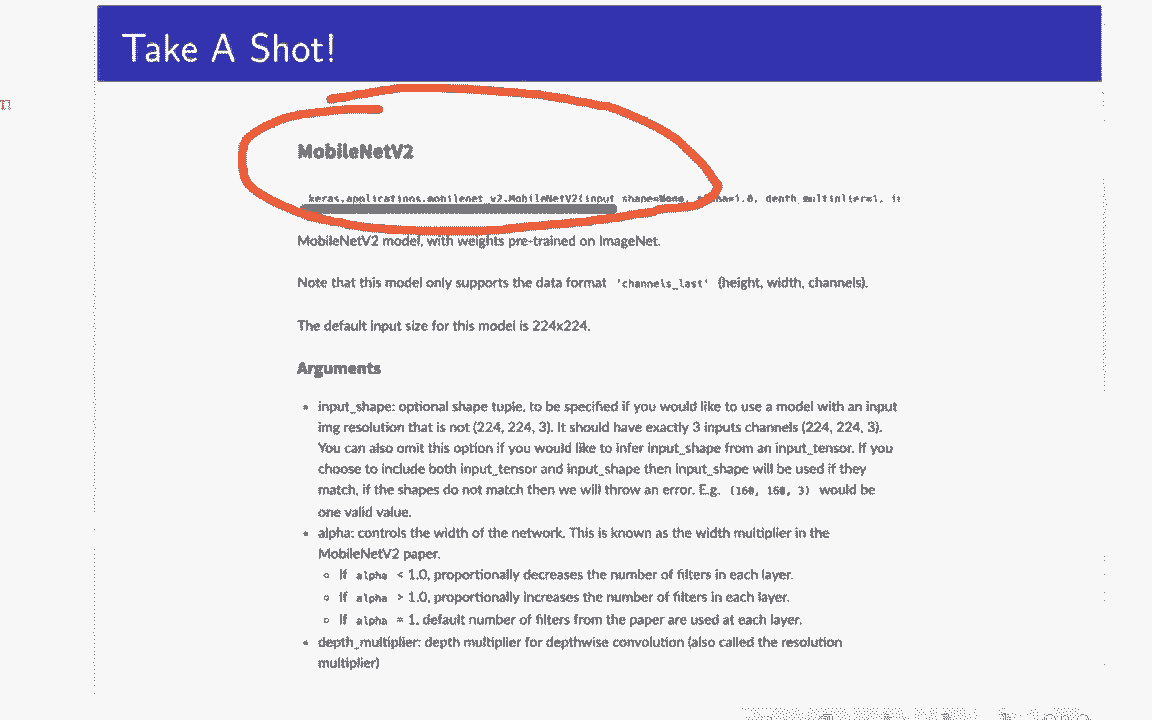 Take A Shot!
n
MobileNetV2
keras.applications.mobilenet_v2.MobileNetV2(input_shape=None, alpha=1.0, depth_multiplier=1,
MobileNetV2 model, with weights pre-trained on ImageNet.
Note that this model only supports the data format 'channels_last' (height, width, channels).
The default input size for this model is 224x224.
Arguments
• input_shape: optional shape tuple, to be specified if you would like to use a model with an input
img resolution that is not (224, 224, 3). It should have exactly 3 inputs channels (224, 224, 3).
You can also omit this option if you would like to infer input_shape from an input_tensor. If you
choose to include both input_tensor and input_shape then input_shape will be used if they
match, if the shapes do not match then we will throw an error. E.g. (160, 160, 3) would be
one valid value.
• alpha: controls the width of the network. This is known as the width multiplier in the
MobileNetV2 paper.
◦ If alpha < 1.0, proportionally decreases the number of filters in each layer.
◦ If alpha > 1.0, proportionally increases the number of filters in each layer.
◦ If alpha = 1, default number of filters from the paper are used at each layer.
• depth_multiplier: depth multiplier for depthwise convolution (also called the resolution
multiplier)